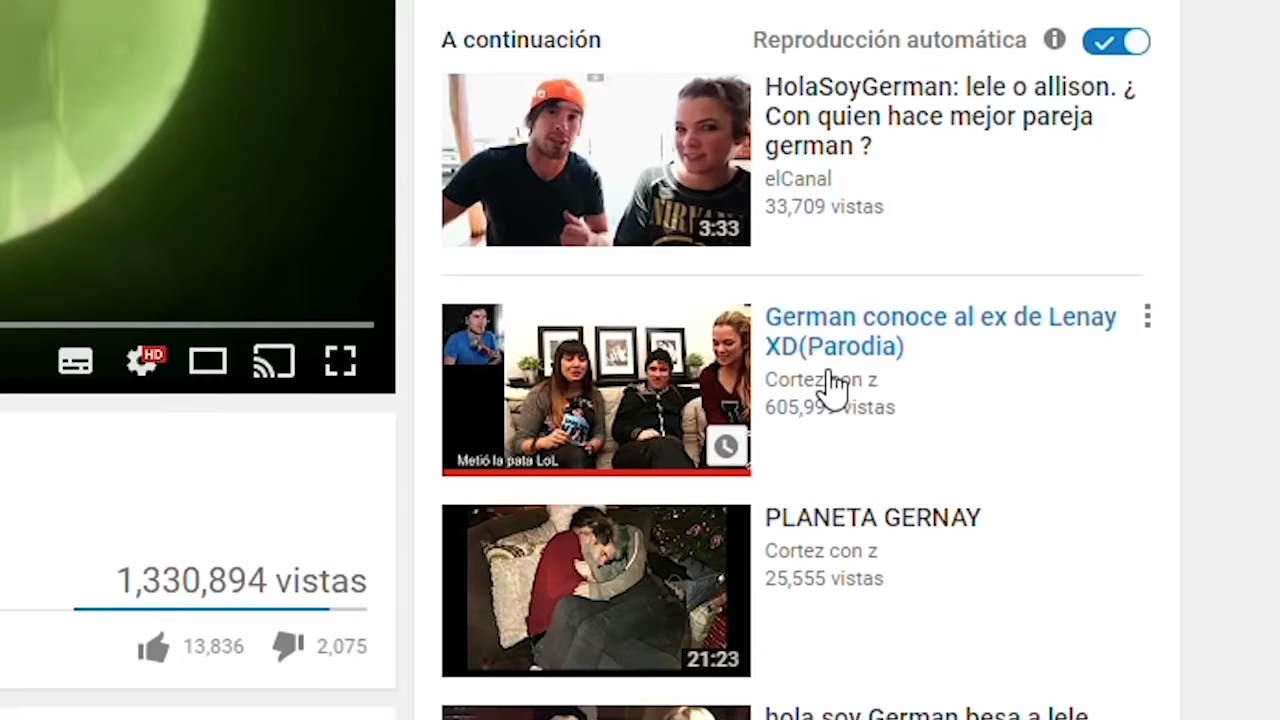 A continuación
Reproducción automática
HolaSoyGerman: lele o allison. ¿
Con quien hace mejor pareja
german ?
elCanal
33,709 vistas
NIRVANA
3:33
German conoce al ex de Lenay
XD(Parodia)
Cortez con z
vistas
Metió la pata LoL
HD
PLANETA GERNAY
Cortez con z
25,555 vistas
21:23
1,330,894 vistas
13,836
2,075
hola soy German besa a lele